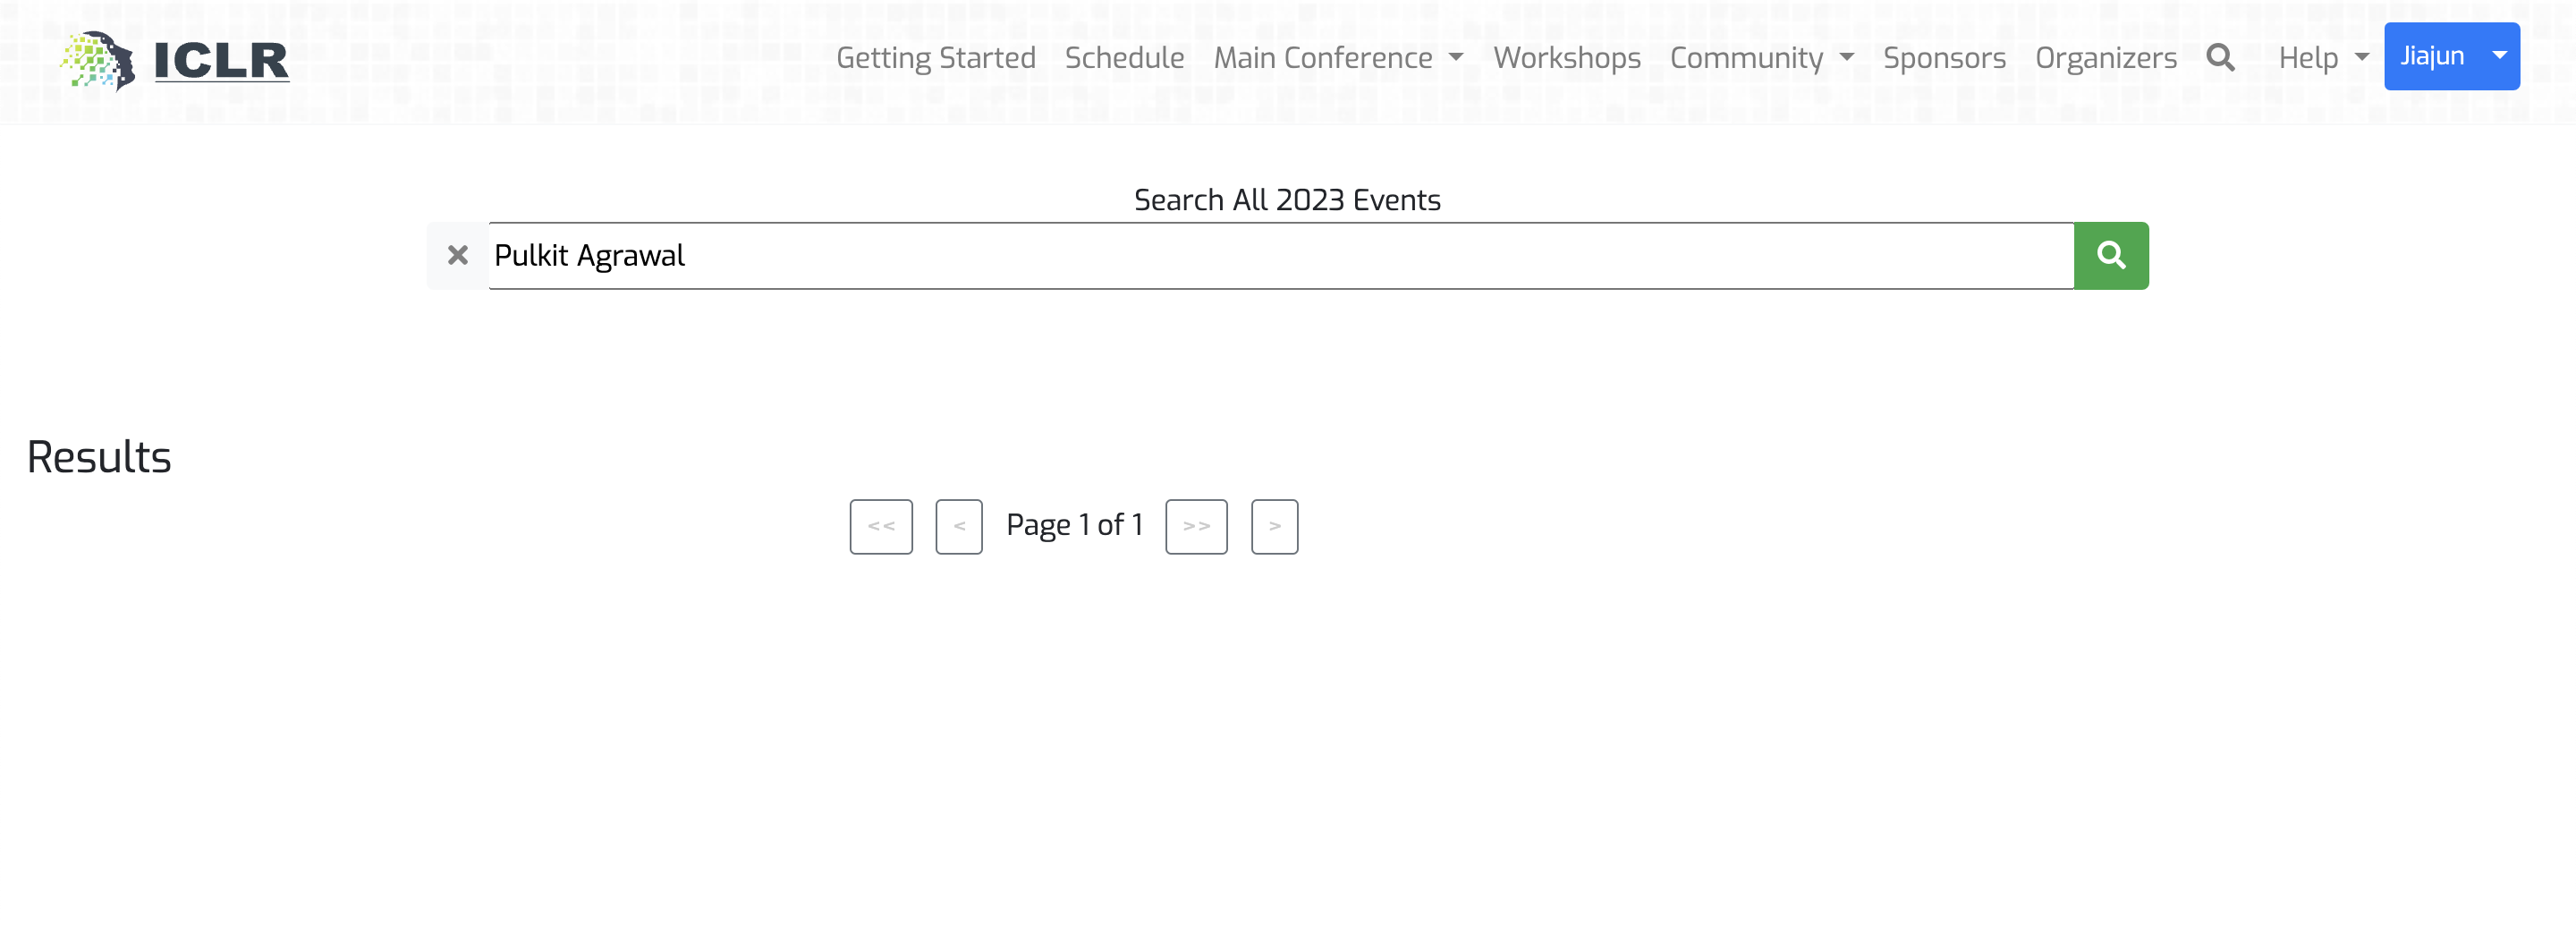 ICLR
Getting Started Schedule Main Conference Workshops Community Sponsors Organizers Help Jiajun
Search All 2023 Events
Pulkit Agrawal
Results
<< < Page 1 of 1 >> >